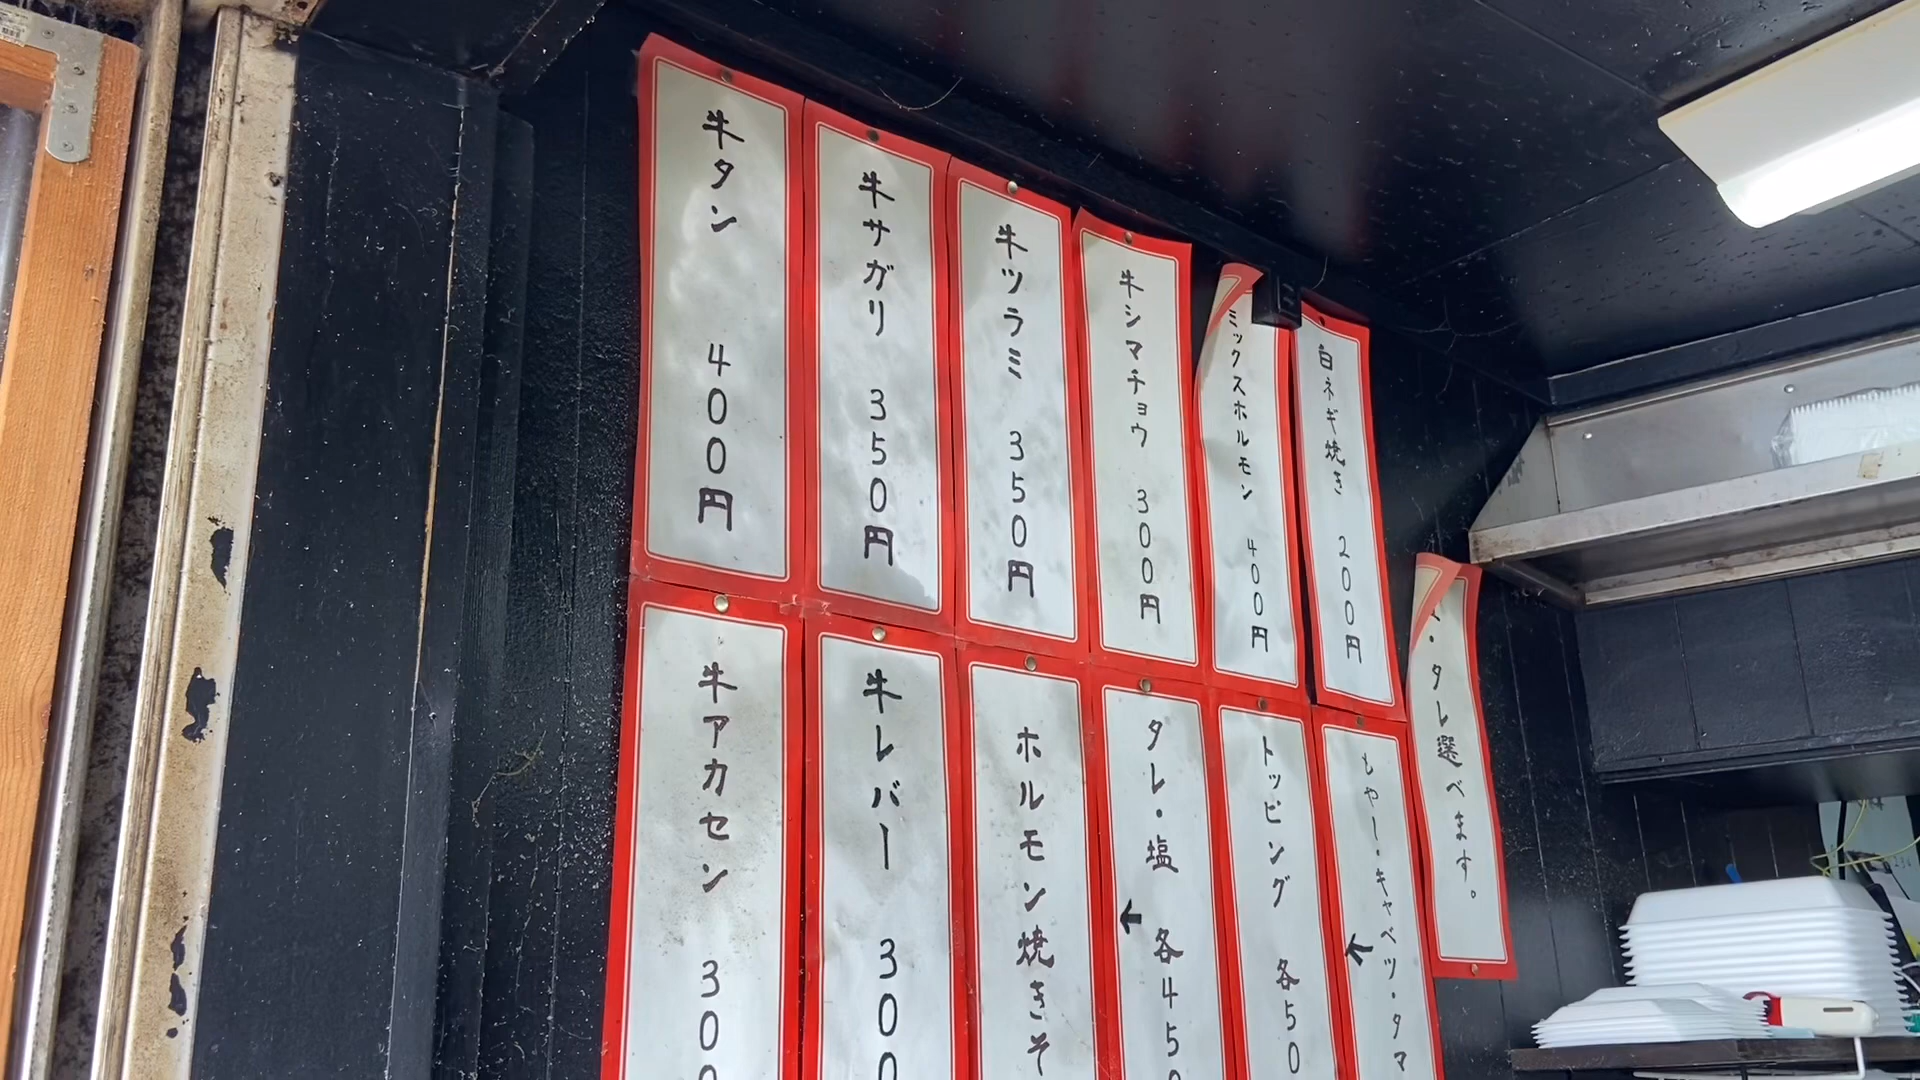 牛タン 400円
牛サガリ 350円
牛ツラミ 350円
牛シマチョウ 300円
ミックスホルモン 400円
白ネギ焼き 200円
・タレ選べます。
牛アカセン 300
牛レバー 300
ホルモン焼きそ
タレ・塩 各450
←
トッピング 各50
もやし・キャベツ・タマ
←